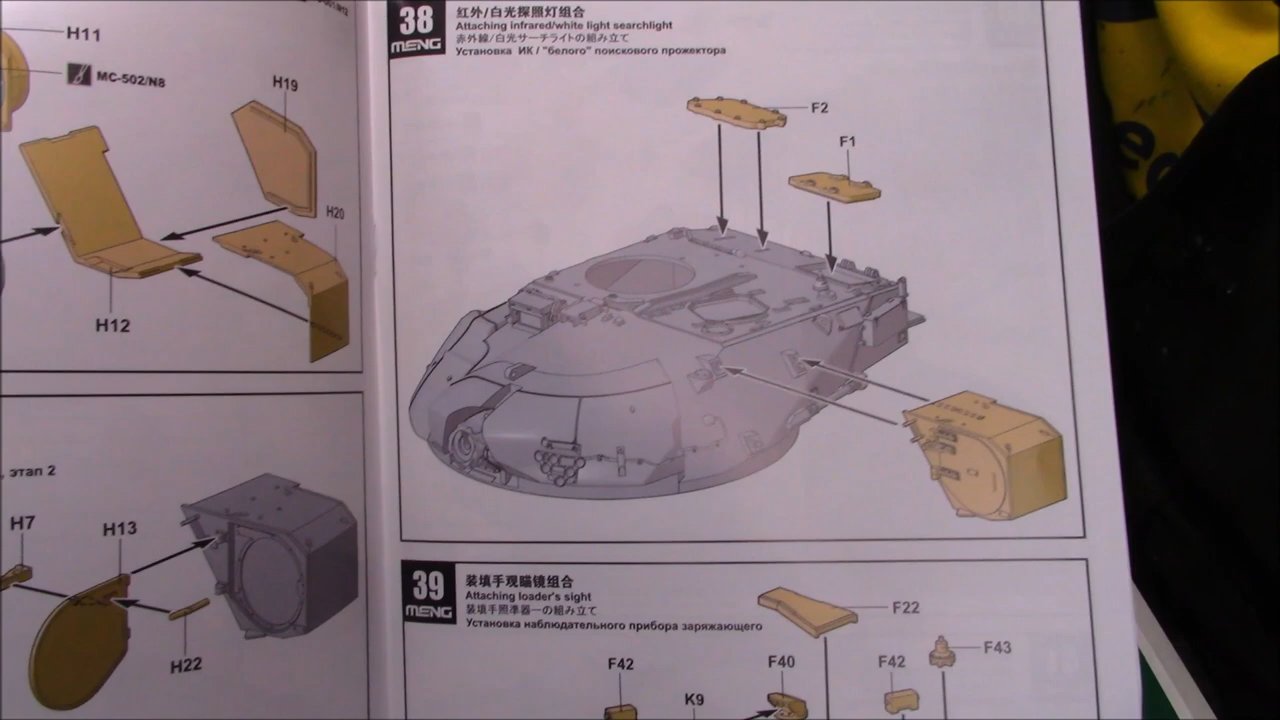 H11
MC-502/N8
H19
H20
H12
, этап 2
H7
H13
H22
38
MENG
红外/白光探照灯组合
Attaching infrared/white light searchlight
赤外線/白光サーチライトの組み立て
Установка ИК / "белого" поискового прожектора
F2
F1
39
MENG
装填手观瞄镜组合
Attaching loader's sight
装填手照準器一の組み立て
Установка наблюдательного прибора заряжающего
F22
F43
F42
F40
F42
K9